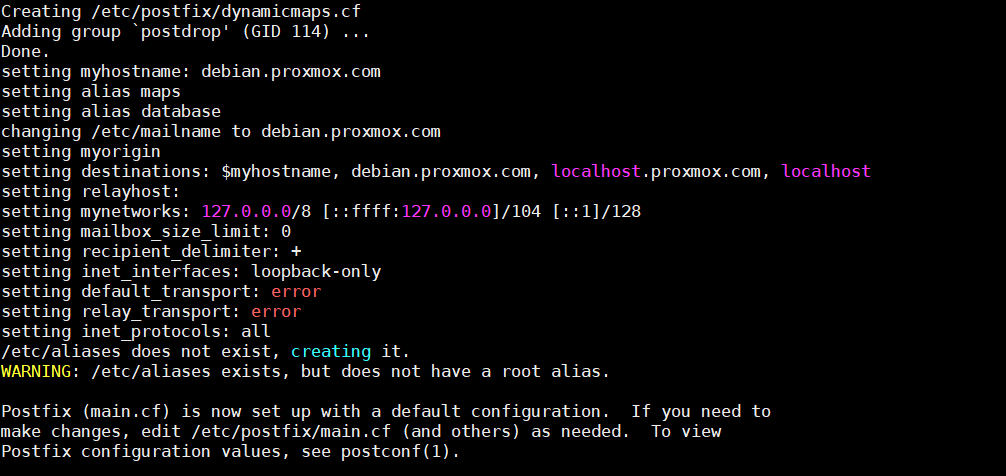 Creating /etc/postfix/dynamicmaps.cf
Adding group `postdrop' (GID 114) ...
Done.
setting myhostname: debian.proxmox.com
setting alias maps
setting alias database
changing /etc/mailname to debian.proxmox.com
setting myorigin
setting destinations: $myhostname, debian.proxmox.com, localhost.proxmox.com, localhost
setting relayhost:
setting mynetworks: 127.0.0.0/8 [::ffff:127.0.0.0]/104 [::1]/128
setting mailbox_size_limit: 0
setting recipient_delimiter: +
setting inet_interfaces: loopback-only
setting default_transport: error
setting relay_transport: error
setting inet_protocols: all
/etc/aliases does not exist, creating it.
WARNING: /etc/aliases exists, but does not have a root alias.

Postfix (main.cf) is now set up with a default configuration.  If you need to
make changes, edit /etc/postfix/main.cf (and others) as needed.  To view
Postfix configuration values, see postconf(1).